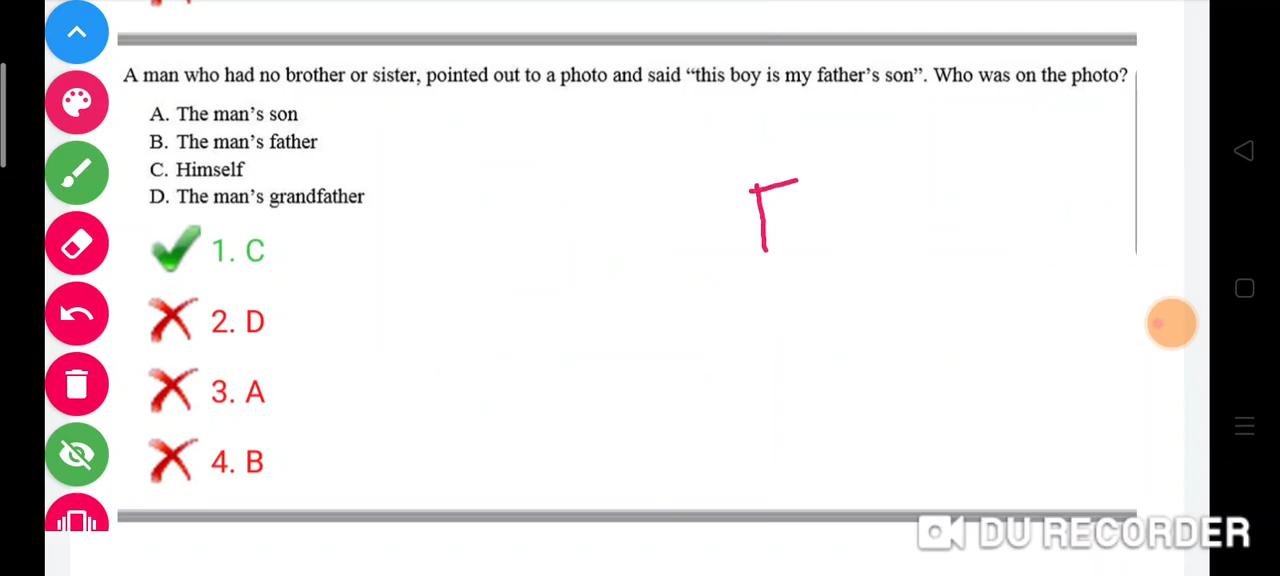 A man who had no brother or sister, pointed out to a photo and said “this boy is my father’s son”. Who was on the photo?
A. The man’s son
B. The man’s father
C. Himself
D. The man’s grandfather
1. C
2. D
3. A
4. B
DU RECORDER